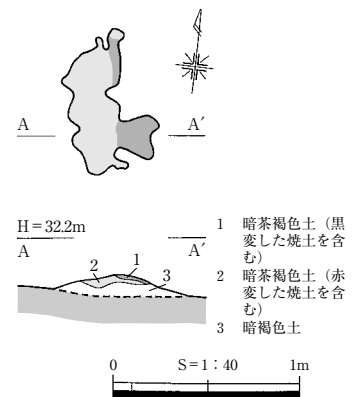 A A′
H＝32.2m
A A′
2 1 3
1 暗茶褐色土（黒
変した焼土を含
む）
2 暗茶褐色土（赤
変した焼土を含
む）
3 暗褐色土
0 S＝1：40 1m